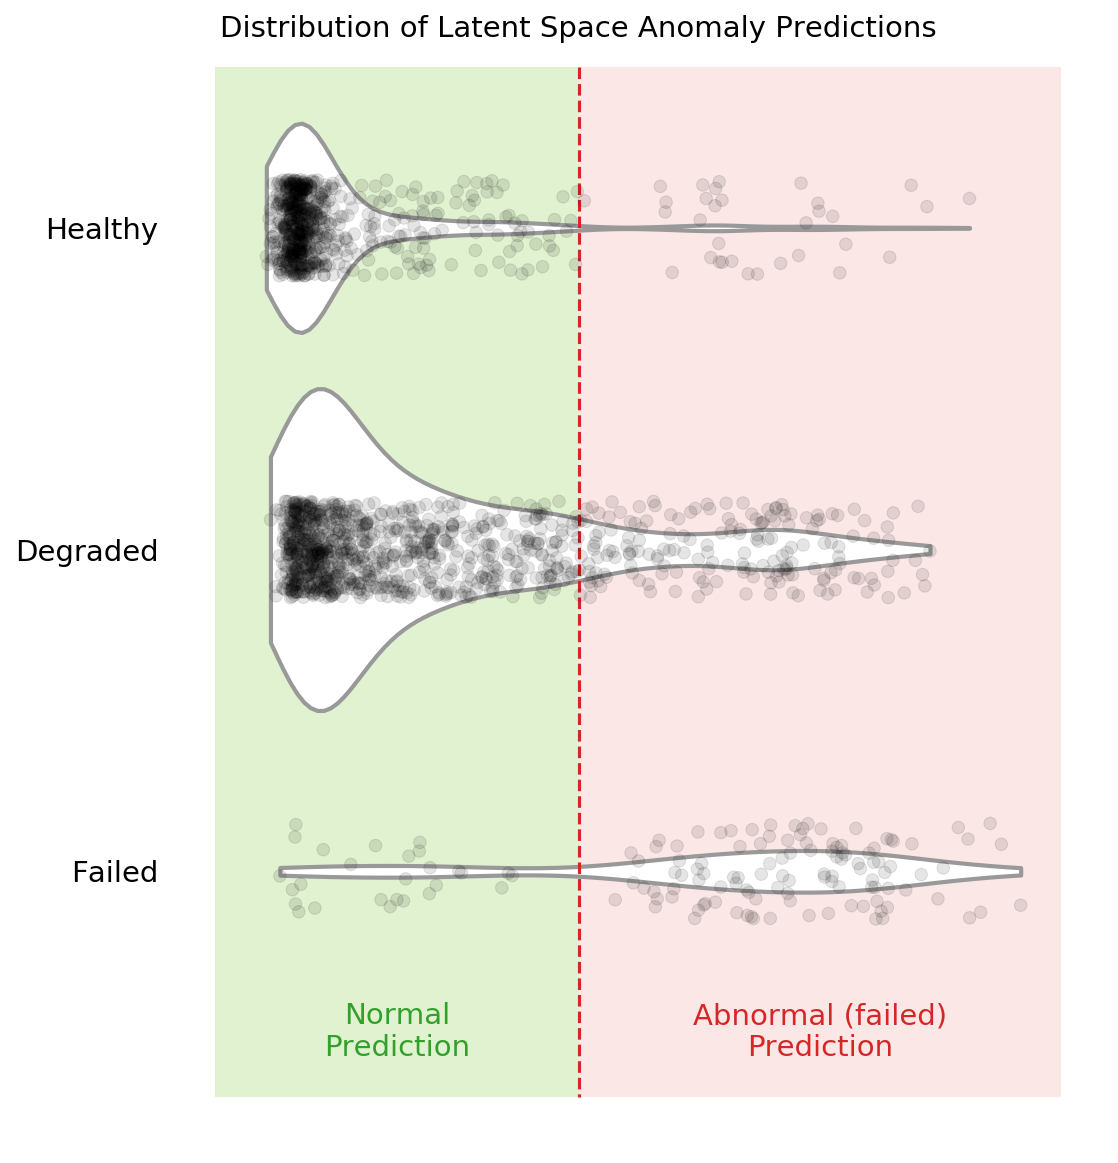 Distribution of Latent Space Anomaly Predictions
Healthy
Degraded
Failed
Normal
Prediction
Abnormal (failed)
Prediction